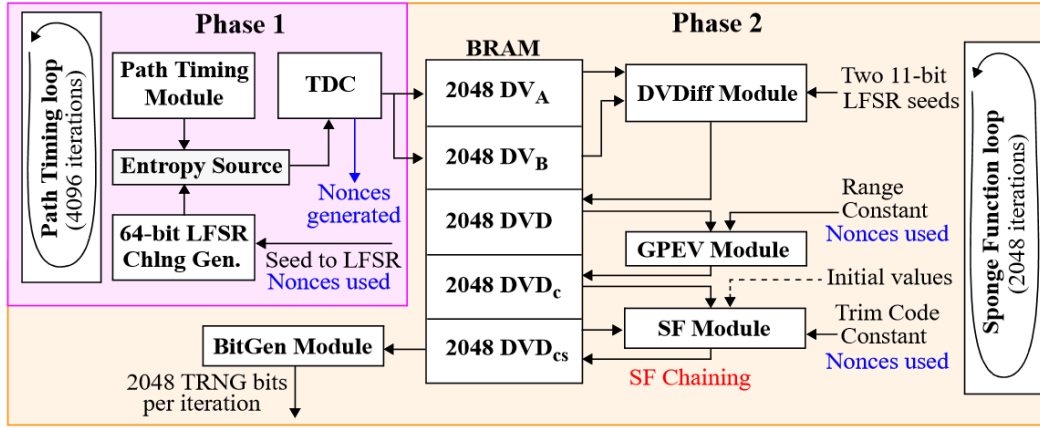 Phase 1
Path Timing loop
(4096 iterations)
Path Timing
Module
TDC
Entropy Source
Nonces
generated
64-bit LFSR
Chlng Gen.
Seed to LFSR
Nonces used
Phase 2
BRAM
2048 DVA
2048 DVB
2048 DVD
2048 DVDc
2048 DVDcs
DVDiff Module
Two 11-bit
LFSR seeds
Range
Constant
Nonces used
GPEV Module
Initial values
SF Module
Trim Code
Constant
Nonces used
SF Chaining
BitGen Module
2048 TRNG bits
per iteration
Sponge Function loop
(2048 iterations)